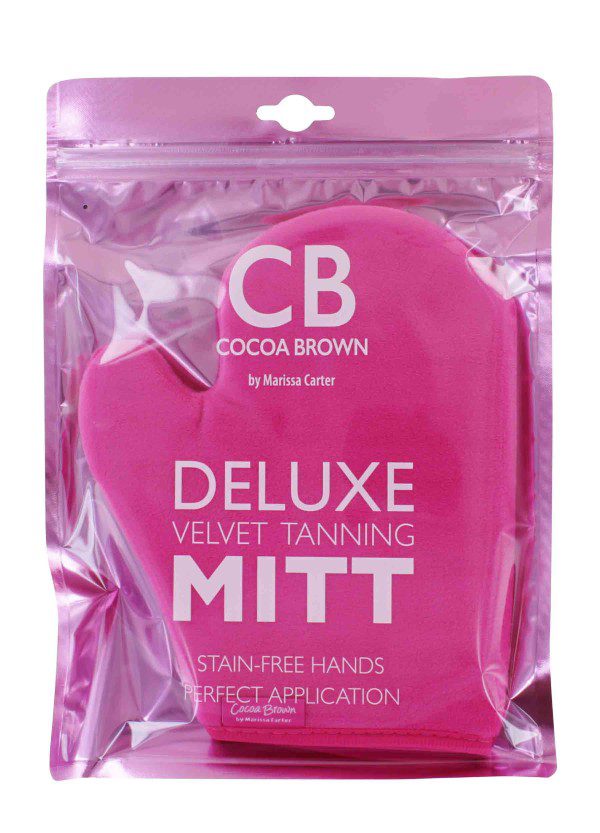 CB
COCOA BROWN
by Marissa Carter
DELUXE
VELVET TANNING
MITT
STAIN-FREE HANDS
PERFECT APPLICATION
Cocoa Brown
by Marissa Carter